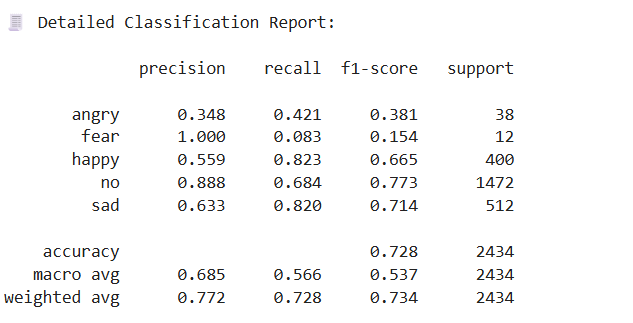 Detailed Classification Report:
precision recall f1-score support
angry 0.348 0.421 0.381 38
fear 1.000 0.083 0.154 12
happy 0.559 0.823 0.665 400
no 0.888 0.684 0.773 1472
sad 0.633 0.820 0.714 512
accuracy 0.728 2434
macro avg 0.685 0.566 0.537 2434
weighted avg 0.772 0.728 0.734 2434